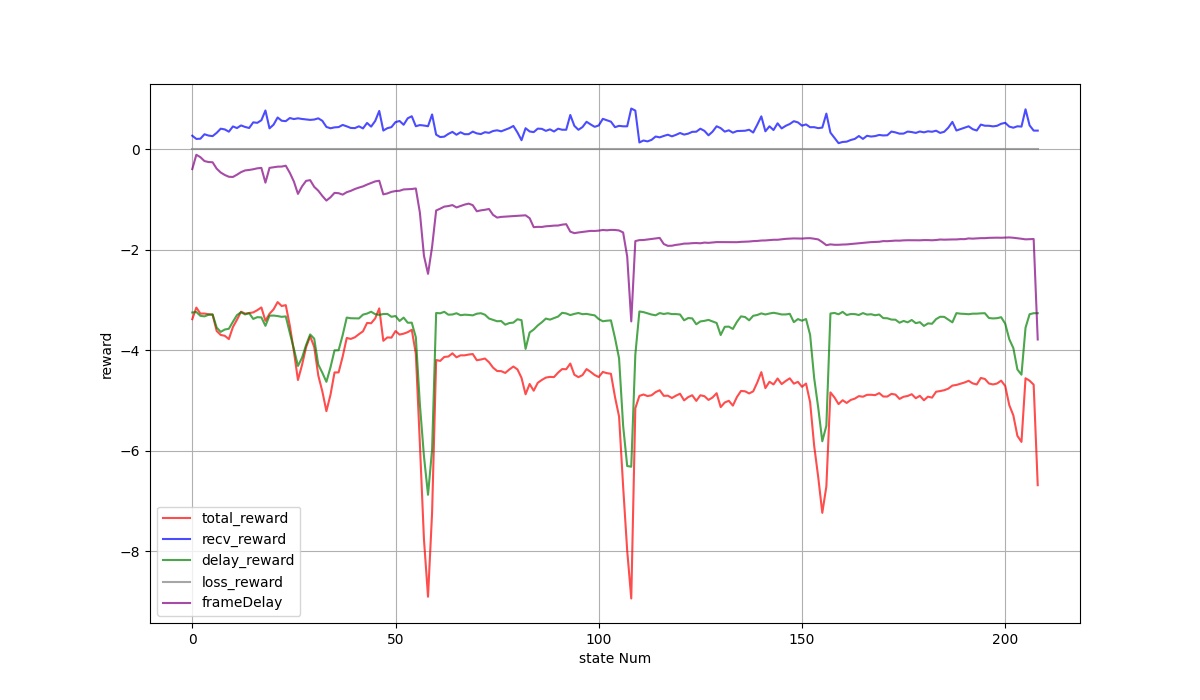 0
−2
−4
−6
−8
reward
total_reward
recv_reward
delay_reward
loss_reward
frameDelay
0 50 100 150 200
state Num